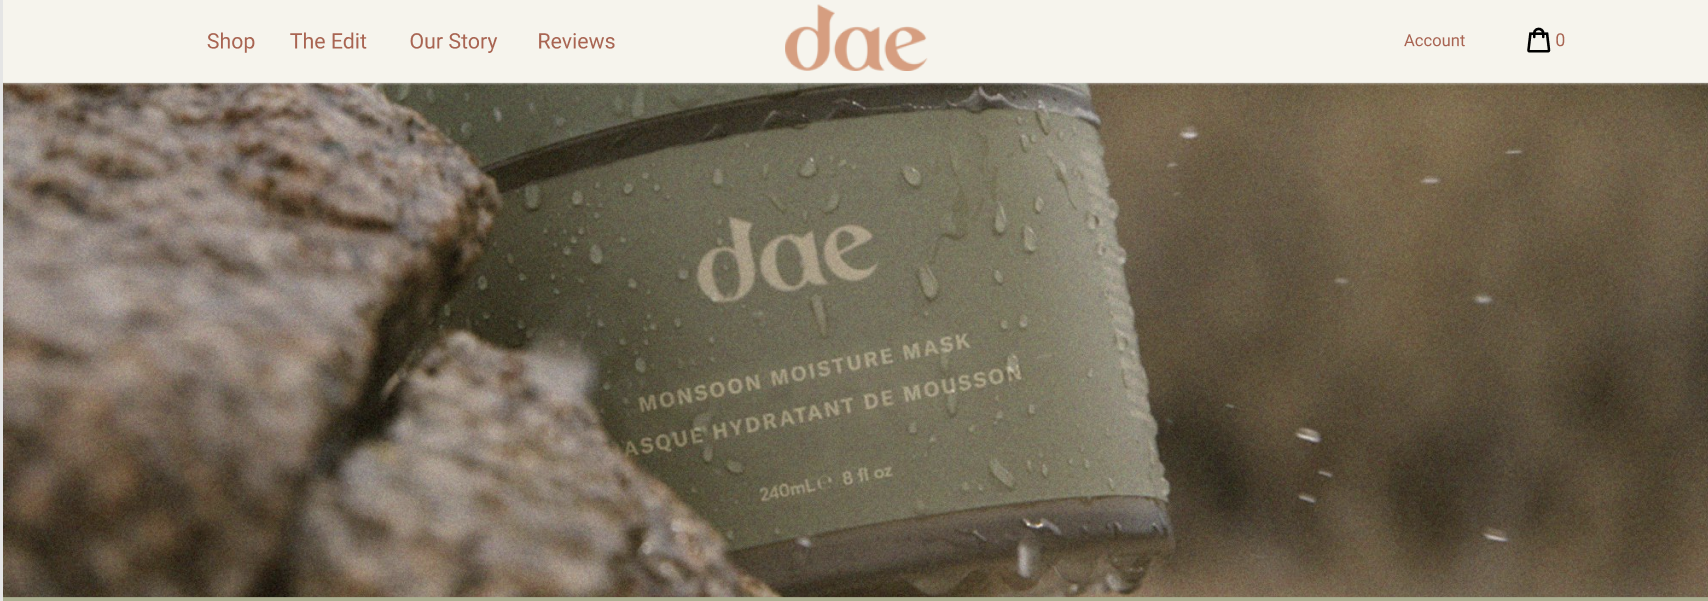 Shop The Edit Our Story Reviews dae Account 0
dae
MONSOON MOISTURE MASK
ASQUE HYDRATANT DE MOUSSON
240mL℮ 8 fl oz